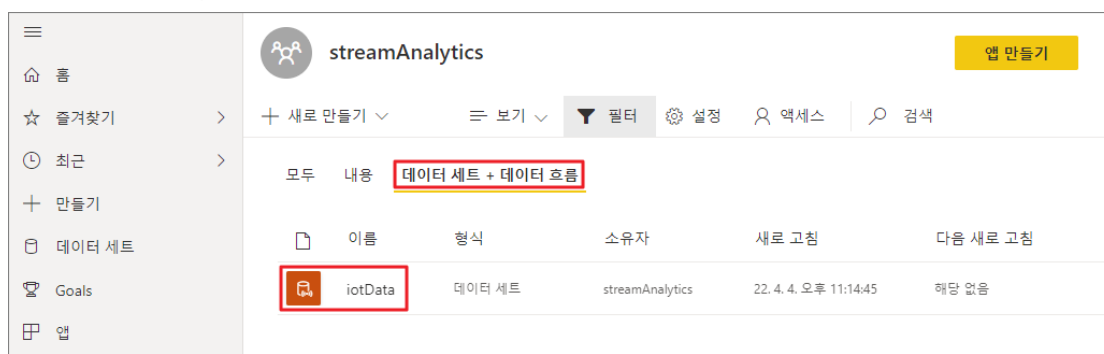 streamAnalytics
앱 만들기
홈
즐겨찾기
최근
만들기
데이터 세트
Goals
앱
새로 만들기 보기 필터 설정 액세스 검색
모두 내용 데이터 세트 + 데이터 흐름
이름 형식 소유자 새로 고침 다음 새로 고침
iotData 데이터 세트 streamAnalytics 22. 4. 4. 오후 11:14:45 해당 없음